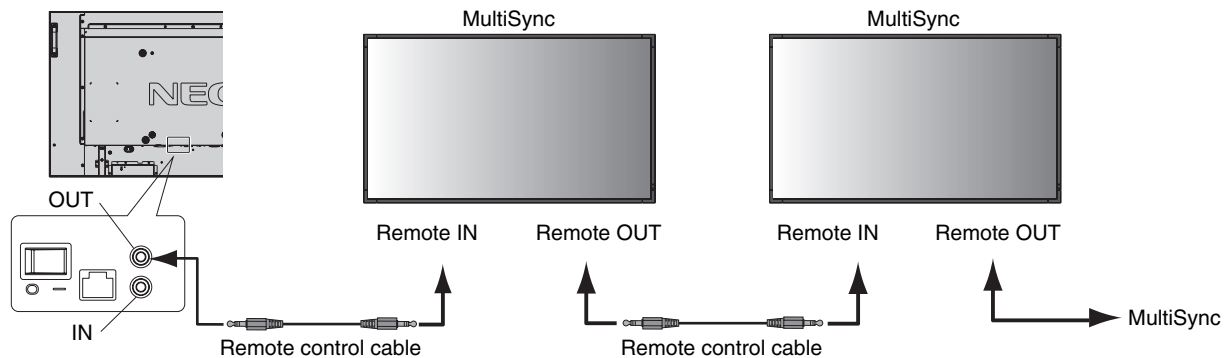 MultiSync
MultiSync
NEC
OUT
IN
Remote IN
Remote OUT
Remote IN
Remote OUT
Remote control cable
Remote control cable
MultiSync